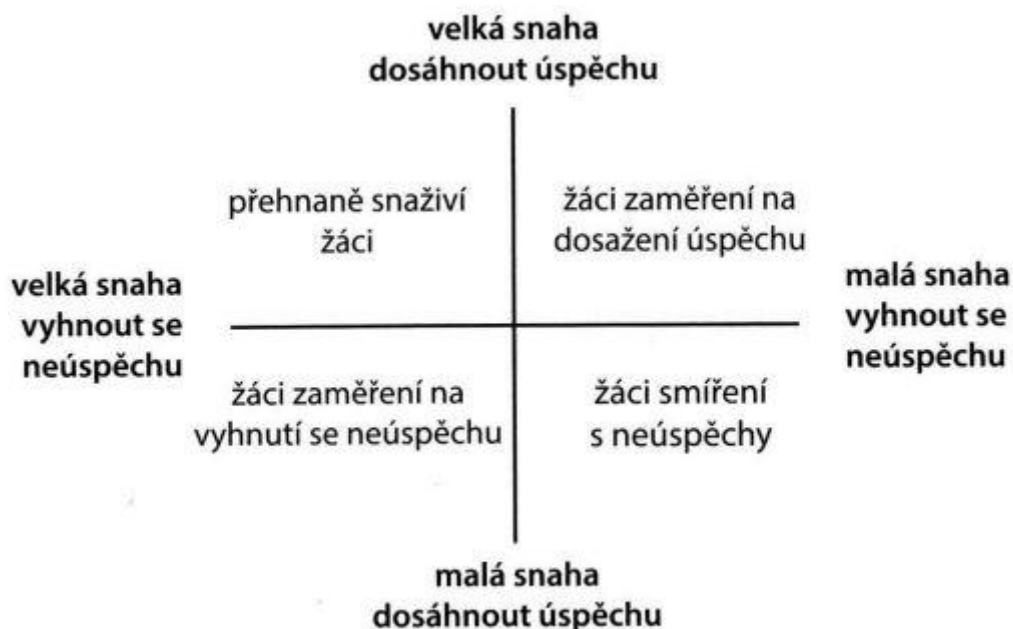 velká snaha
dosáhnout úspěchu
přehnaně snaživí
žáci
žáci zaměření na
dosažení úspěchu
velká snaha
vyhnout se
neúspěchu
malá snaha
vyhnout se
neúspěchu
žáci zaměření na
vyhnutí se neúspěchu
žáci smíření
s neúspěchy
malá snaha
dosáhnout úspěchu